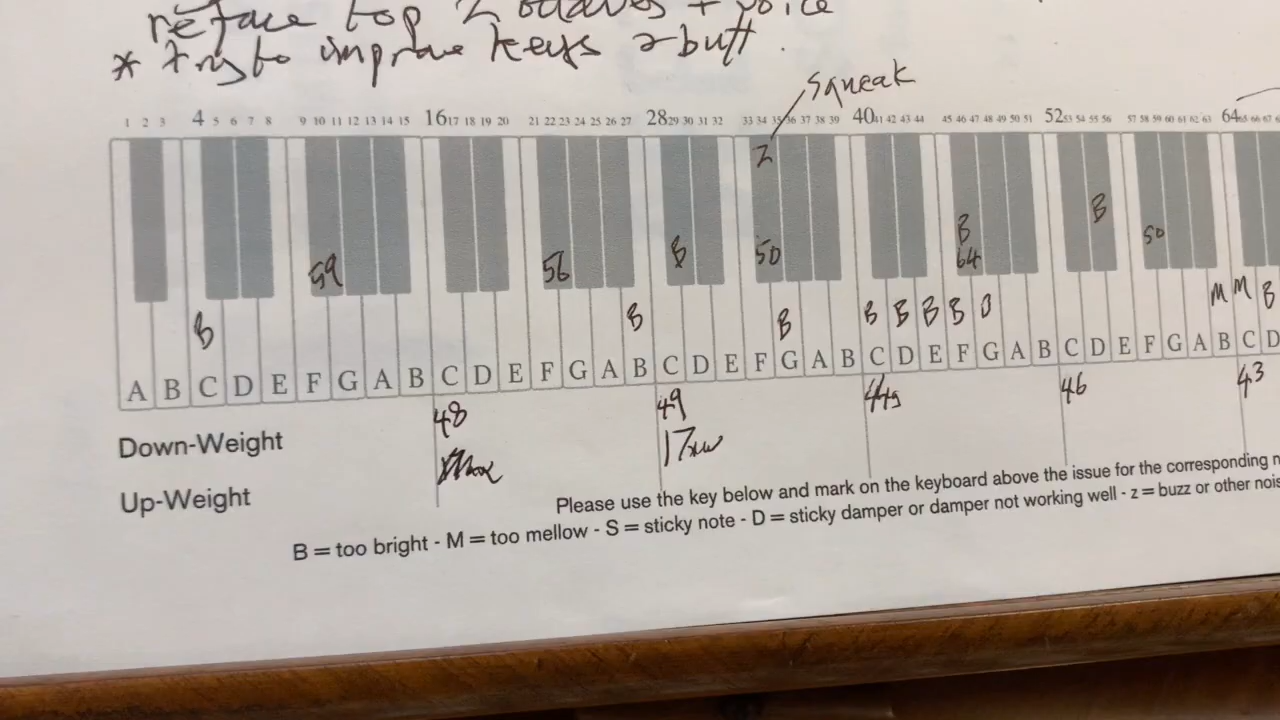 reface top 2 octaves + voice
* try to improve keys
squeak
1 2 3 4 5 6 7 8 9 10 11 12 13 14 15 16 17 18 19 20 21 22 23 24 25 26 27 28 29 30 31 32 33 34 35 36 37 38 39 40 41 42 43 44 45 46 47 48 49 50 51 52 53 54 55 56 57 58 59 60 61 62 63 64 65 66 67
Z
B B
59 56 B 50 64 50
B B B B B B B M M B
A B C D E F G A B C D E F G A B C D E F G A B C D E F G A B C D E F G A B C D
48 49 46 43
Down-Weight
17
Up-Weight
Please use the key below and mark on the keyboard above the issue for the corresponding
B = too bright - M = too mellow - S = sticky note - D = sticky damper or damper not working well - z = buzz or other